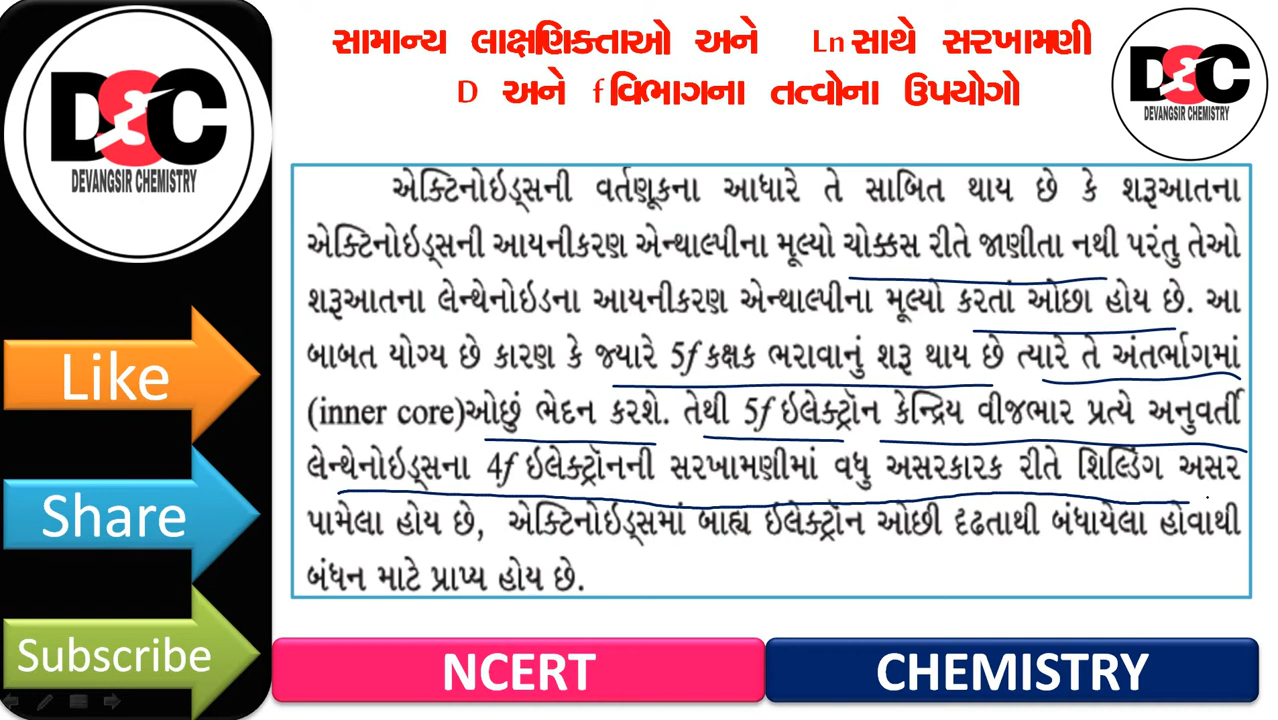 સામાન્ય લાક્ષણિક્તાઓ અને Ln સાથે સરખામણી
D અને f વિભાગના તત્વોના ઉપયોગો
DEC
DEVANGSIR CHEMISTRY
DEC
DEVANGSIR CHEMISTRY
એક્ટિનોઇડ્સની વર્તણૂકના આધારે તે સાબિત થાય છે કે શરૂઆતના
એક્ટિનોઇડ્સની આયનીકરણ એન્થાલ્પીના મૂલ્યો ચોક્કસ રીતે જાણીતા નથી પરંતુ તેઓ
શરૂઆતના લેન્થેનોઇડના આયનીકરણ એન્થાલ્પીના મૂલ્યો કરતાં ઓછા હોય છે. આ
બાબત યોગ્ય છે કારણ કે જ્યારે 5f કક્ષક ભરાવાનું શરૂ થાય છે ત્યારે તે અંતર્ભાગમાં
(inner core)ઓછું ભેદન કરશે. તેથી 5f ઇલેક્ટ્રૉન કેન્દ્રિય વીજભાર પ્રત્યે અનુવર્તી
લેન્થેનોઇડ્સના 4f ઇલેક્ટ્રૉનની સરખામણીમાં વધુ અસરકારક રીતે શિલ્ડિંગ અસર
પામેલા હોય છે, એક્ટિનોઇડ્સમાં બાહ્ય ઇલેક્ટ્રૉન ઓછી દૃઢતાથી બંધાયેલા હોવાથી
બંધન માટે પ્રાપ્ય હોય છે.
Like
Share
Subscribe
NCERT
CHEMISTRY